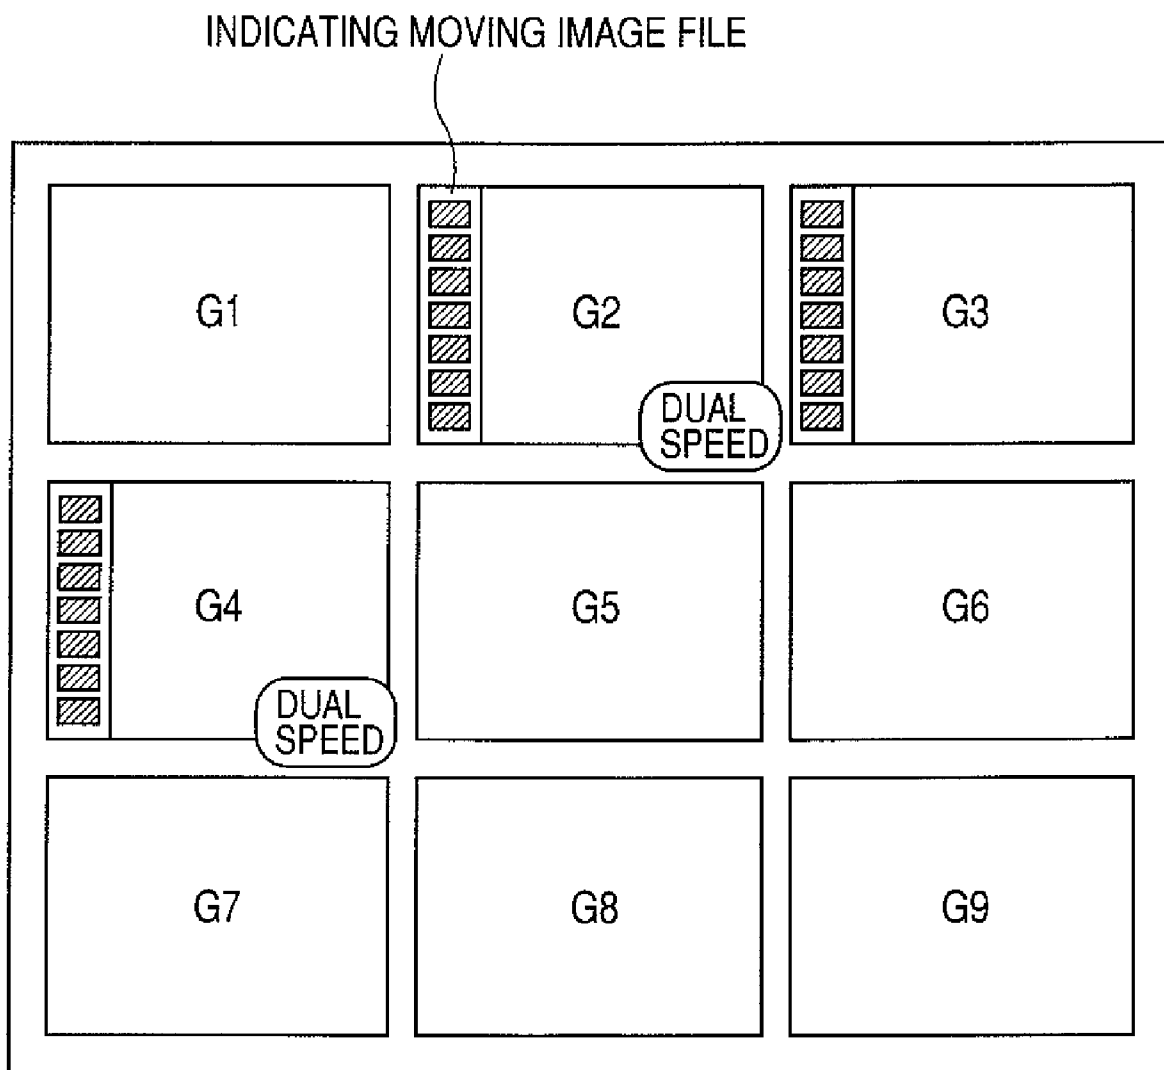 INDICATING MOVING IMAGE FILE
G1
G2
G3
DUAL
SPEED
G4
G5
G6
DUAL
SPEED
G7
G8
G9